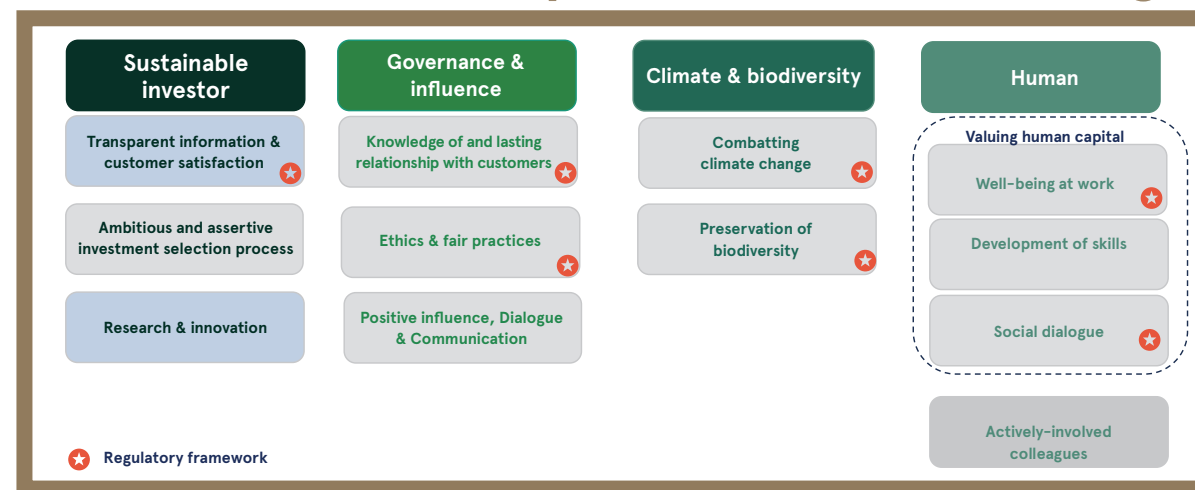 Sustainable
investor
Transparent information &
customer satisfaction
Ambitious and assertive
investment selection process
Research & innovation
Governance &
influence
Knowledge of and lasting
relationship with customers
Ethics & fair practices
Positive influence, Dialogue
& Communication
Climate & biodiversity
Combatting
climate change
Preservation of
biodiversity
Human
Valuing human capital
Well-being at work
Development of skills
Social dialogue
Actively-involved
colleagues
Regulatory framework